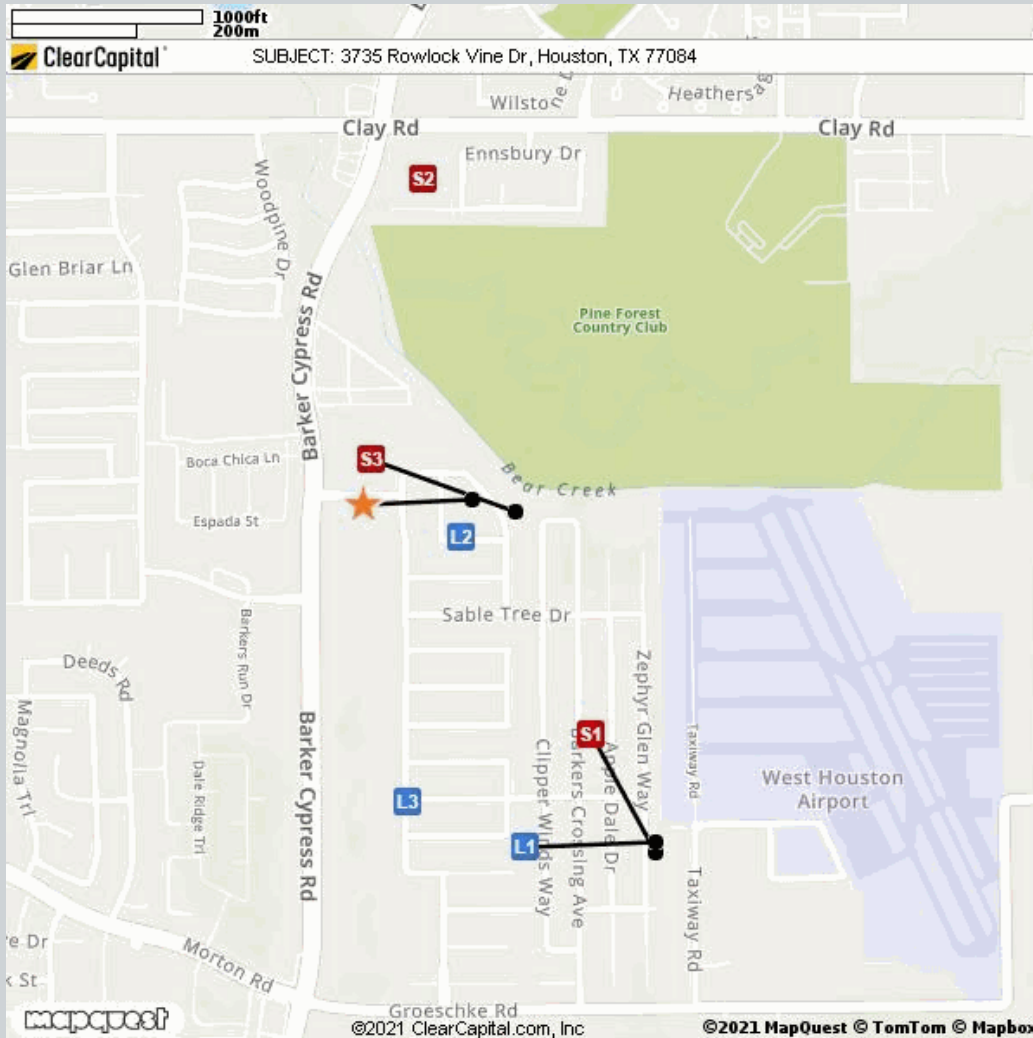 1000ft
200m
ClearCapital
SUBJECT: 3735 Rowlock Vine Dr, Houston, TX 77084
Wilstone L
Heathersag
Clay Rd
Clay Rd
Ennsbury Dr
S2
Woodpine Dr
Glen Briar Ln
Barker Cypress Rd
Pine Forest
Country Club
Boca Chica Ln
S3
Bear Creek
Espada St
L2
Sable Tree Dr
Barkers Run Dr
Deeds Rd
Magnolia Trl
Zephyr Glen Way
S1
Barker Cypress Rd
Dale Ridge Trl
Clipper Winds Way
Barkers Crossing Ave
Apple Dale Dr
Taxiway Rd
West Houston
Airport
L3
L1
Taxiway Rd
e Dr
Morton Rd
k St
Groeschke Rd
mapquest
©2021 ClearCapital.com, Inc
©2021 MapQuest © TomTom © Mapbox